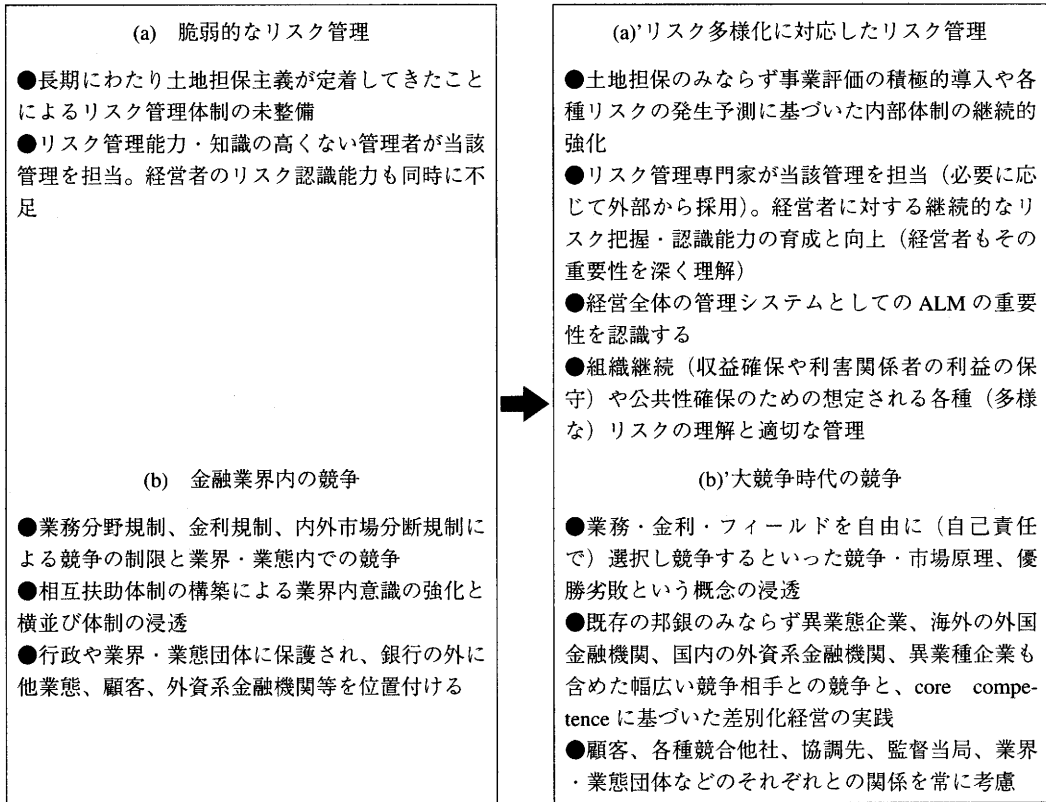 (a) 脆弱的なリスク管理
●長期にわたり土地担保主義が定着してきたこと
によるリスク管理体制の未整備
●リスク管理能力・知識の高くない管理者が当該
管理を担当。経営者のリスク認識能力も同時に不
足
(b) 金融業界内の競争
●業務分野規制、金利規制、内外市場分断規制に
よる競争の制限と業界・業態内での競争
●相互扶助体制の構築による業界内意識の強化と
横並び体制の浸透
●行政や業界・業態団体に保護され、銀行の外に
他業態、顧客、外資系金融機関等を位置付ける
(a)’リスク多様化に対応したリスク管理
●土地担保のみならず事業評価の積極的導入や各
種リスクの発生予測に基づいた内部体制の継続的
強化
●リスク管理専門家が当該管理を担当（必要に応
じて外部から採用）。経営者に対する継続的なリ
スク把握・認識能力の育成と向上（経営者もその
重要性を深く理解）
●経営全体の管理システムとしての ALM の重要
性を認識する
●組織継続（収益確保や利害関係者の利益の保
守）や公共性確保のための想定される各種（多様
な）リスクの理解と適切な管理
(b)’大競争時代の競争
●業務・金利・フィールドを自由に（自己責任
で）選択し競争するといった競争・市場原理、優
勝劣敗という概念の浸透
●既存の邦銀のみならず異業態企業、海外の外国
金融機関、国内の外資系金融機関、異業種企業も
含めた幅広い競争相手との競争と、core compe-
tence に基づいた差別化経営の実践
●顧客、各種競合他社、協調先、監督当局、業界
・業態団体などのそれぞれとの関係を常に考慮